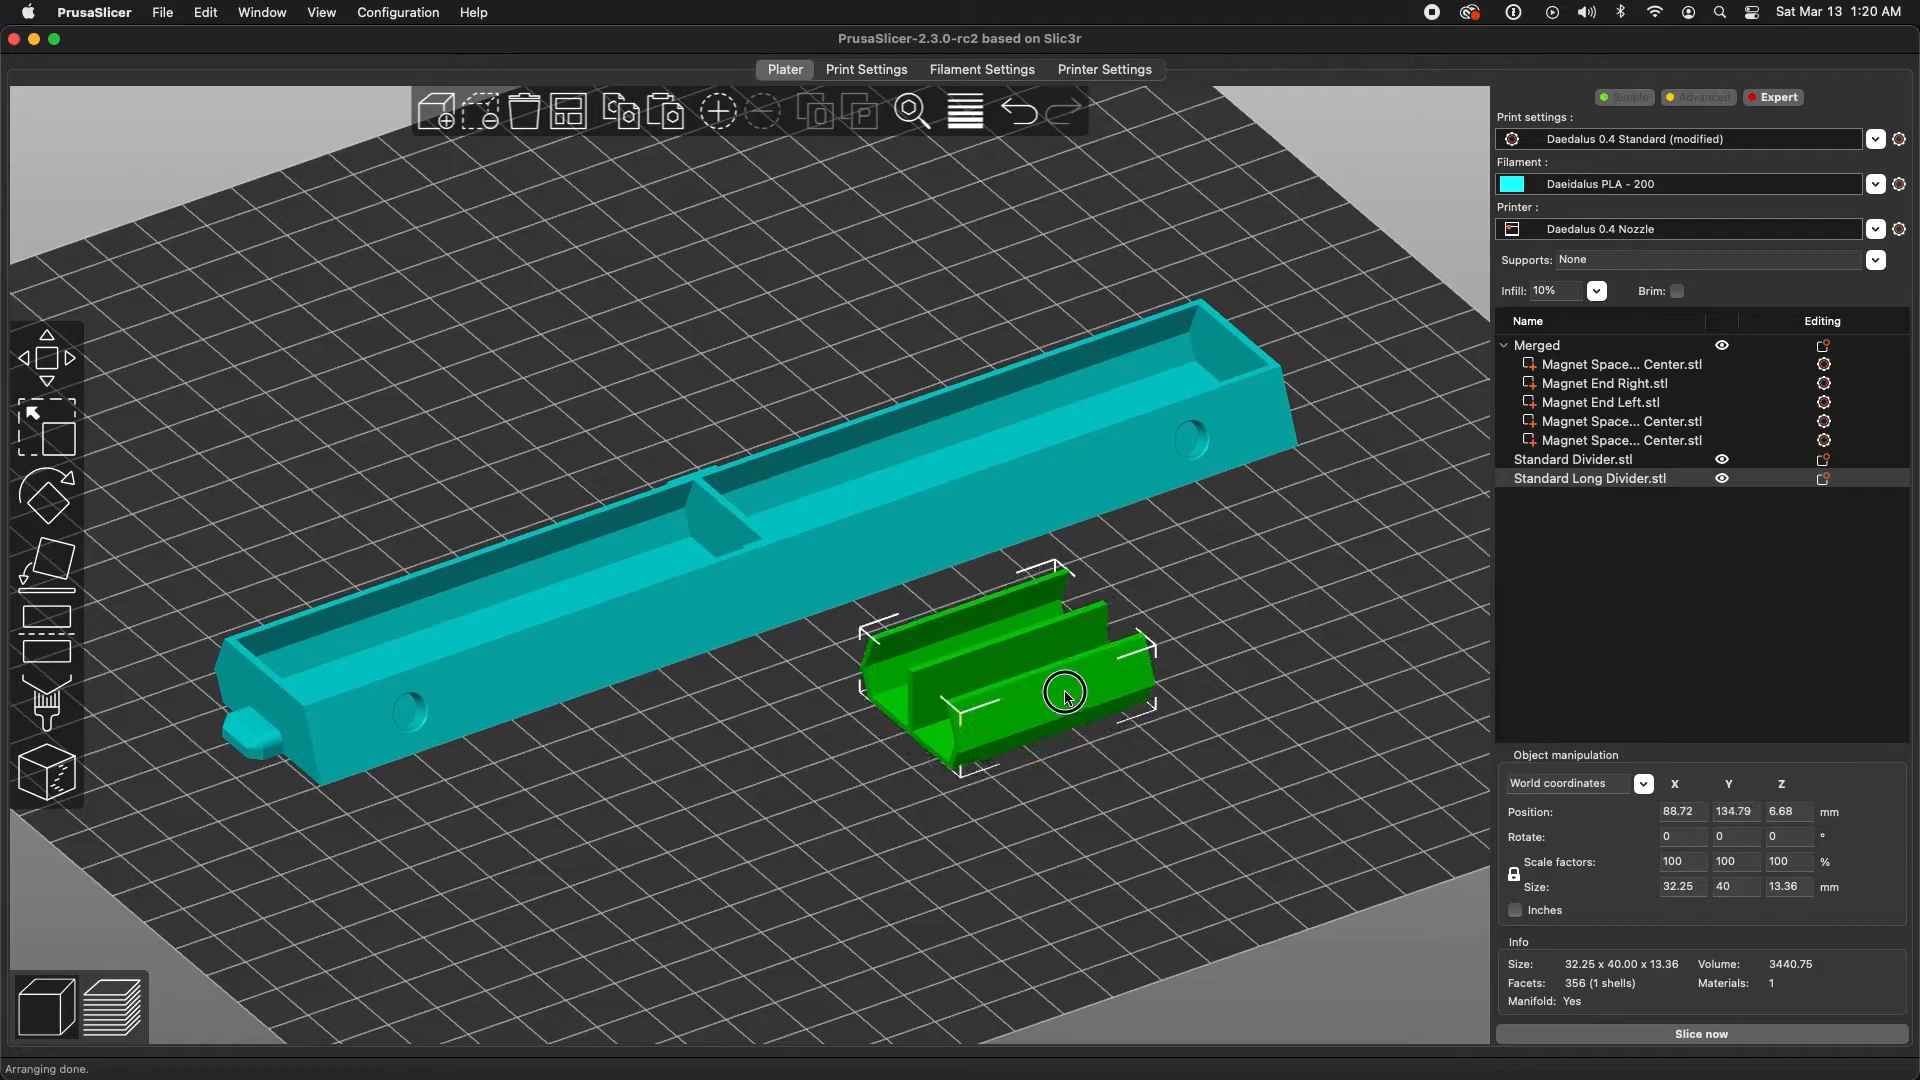 PrusaSlicer File Edit Window View Configuration Help Sat Mar 13 1:20 AM
PrusaSlicer-2.3.0-rc2 based on Slic3r
Plater Print Settings Filament Settings Printer Settings
Simple Advanced Expert
Print settings :
Daedalus 0.4 Standard (modified)
Filament :
Daeidalus PLA - 200
Printer :
Daedalus 0.4 Nozzle
Supports: None
Infill: 10% Brim:
Name Editing
Merged
Magnet Space... Center.stl
Magnet End Right.stl
Magnet End Left.stl
Magnet Space... Center.stl
Magnet Space... Center.stl
Standard Divider.stl
Standard Long Divider.stl
Object manipulation
World coordinates X Y Z
Position: 88.72 134.79 6.68 mm
Rotate: 0 0 0 °
Scale factors: 100 100 100 %
Size: 32.25 40 13.36 mm
Inches
Info
Size: 32.25 x 40.00 x 13.36 Volume: 3440.75
Facets: 356 (1 shells) Materials: 1
Manifold: Yes
Slice now
Arranging done.